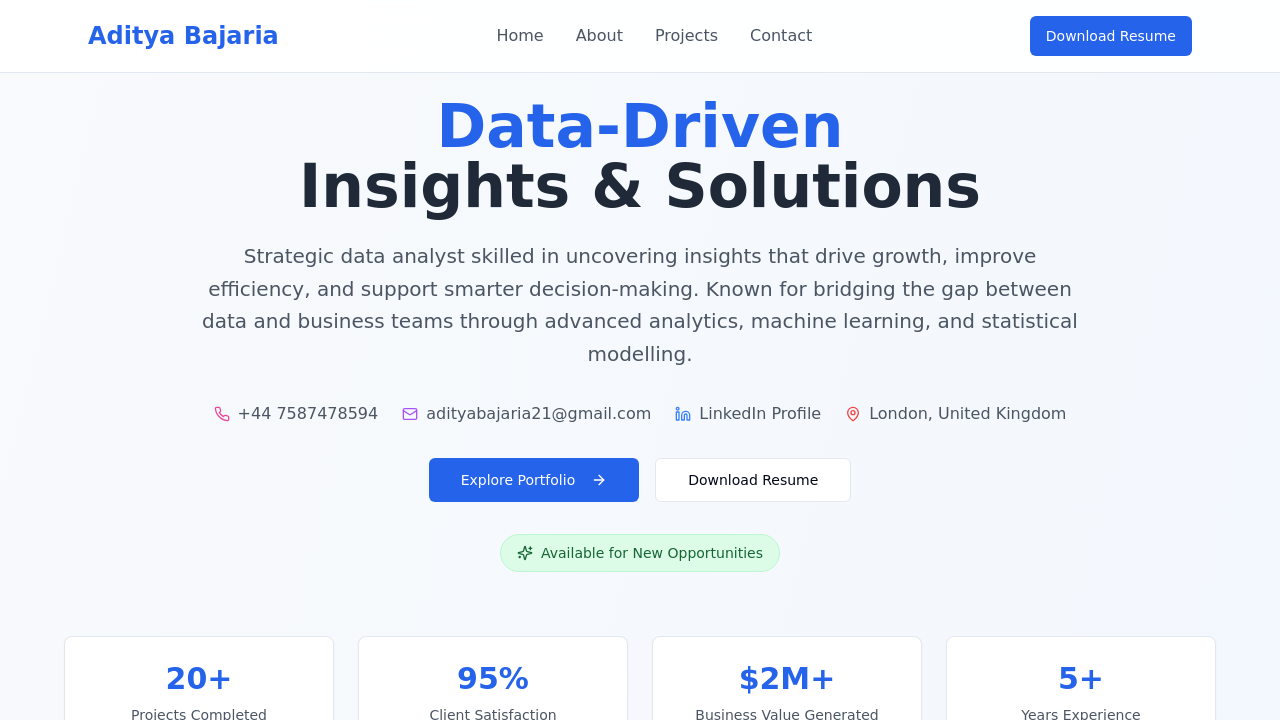 Aditya Bajaria
Home
About
Projects
Contact
Download Resume
Data-Driven
Insights & Solutions
Strategic data analyst skilled in uncovering insights that drive growth, improve
efficiency, and support smarter decision-making. Known for bridging the gap between
data and business teams through advanced analytics, machine learning, and statistical
modelling.
+44 7587478594
adityabajaria21@gmail.com
LinkedIn Profile
London, United Kingdom
Explore Portfolio
Download Resume
Available for New Opportunities
20+
Projects Completed
95%
Client Satisfaction
$2M+
Business Value Generated
5+
Years Experience